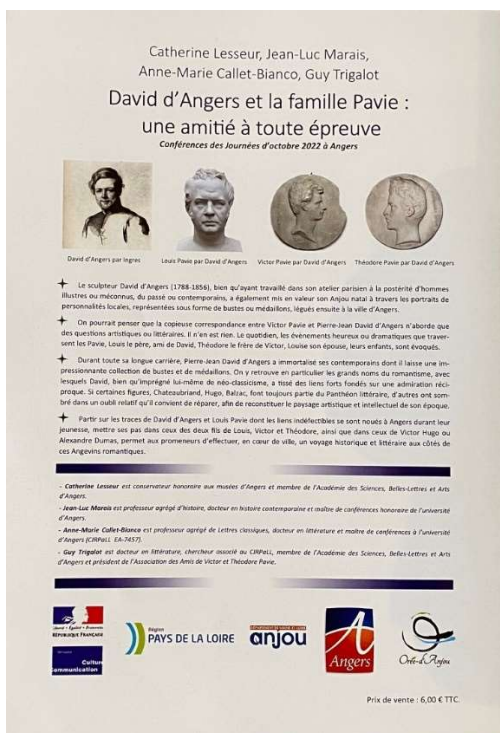 Catherine Lesseur, Jean-Luc Marais,
Anne-Marie Callet-Bianco, Guy Trigalot
David d'Angers et la famille Pavie :
une amitié à toute épreuve
Conférences des Journées d'octobre 2022 à Angers
David d'Angers par Ingres
Louis Pavie par David d'Angers
Victor Pavie par David d'Angers
Théodore Pavie par David d'Angers
Le sculpteur David d'Angers (1788-1856), bien qu'ayant travaillé dans son atelier parisien à la postérité d'hommes
illustres ou méconnus, du passé ou contemporains, a également mis en valeur son Anjou natal à travers les portraits de
personnalités locales, représentées sous formes de bustes ou médaillons, légués ensuite à la ville d'Angers.
On pourrait penser que la copieuse correspondance entre Victor Pavie et Pierre-Jean David d'Angers n'aborde que
des questions artistiques ou littéraires. Il n'en est rien. Le quotidien, les évènements heureux ou dramatiques que traver-
sent les Pavie, Louis le père, ami de David, Théodore le frère de Victor, Louise son épouse, leurs enfants, sont évoqués.
Durant toute sa longue carrière, Pierre-Jean David d'Angers a immortalisé ses contemporains dont il laisse une im-
pressionnante collection de bustes et de médaillons. On y retrouve en particulier les grands noms du romantisme, avec
lesquels David, bien qu'imprégné lui-même de néo-classicisme, a tissé des liens forts fondés sur une admiration réci-
proque. Si certaines figures, Chateaubriand, Hugo, Balzac, font toujours partie du Panthéon littéraire, d'autres ont som-
bré dans un oubli relatif qu'il convient de réparer, afin de reconstituer le paysage artistique et intellectuel de son époque.
Partir sur les traces de David d'Angers et Louis Pavie dont les liens indéfectibles se sont noués à Angers durant leur
jeunesse, mettre ses pas dans ceux des deux fils de Louis, Victor et Théodore, ainsi que dans ceux de Victor Hugo ou
Alexandre Dumas, permet aux promeneurs d'effectuer, en cœur de ville, un voyage historique et littéraire aux côtés de
ces Angevins romantiques.
- Catherine Lesseur est conservateur honoraire aux musées d'Angers et membre de l'Académie des Sciences, Belles-Lettres et Arts
d'Angers.
- Jean-Luc Marais est professeur agrégé d'histoire, docteur en histoire contemporaine et maître de conférences honoraire de l'université
d'Angers.
- Anne-Marie Callet-Bianco est professeur agrégé de Lettres classiques, docteur en littérature et maître de conférences à l'université
d'Angers (CIRPaLL EA-7457).
- Guy Trigalot est docteur en littérature, chercheur associé au CIRPaLL, membre de l'Académie des Sciences, Belles-Lettres et Arts
d'Angers et président de l'Association des Amis de Victor et Théodore Pavie.
RÉPUBLIQUE FRANÇAISE
Culture
Communication
Région
PAYS DE LA LOIRE
anjou
Angers
Orée-d'Anjou
Prix de vente : 6,00 € TTC.